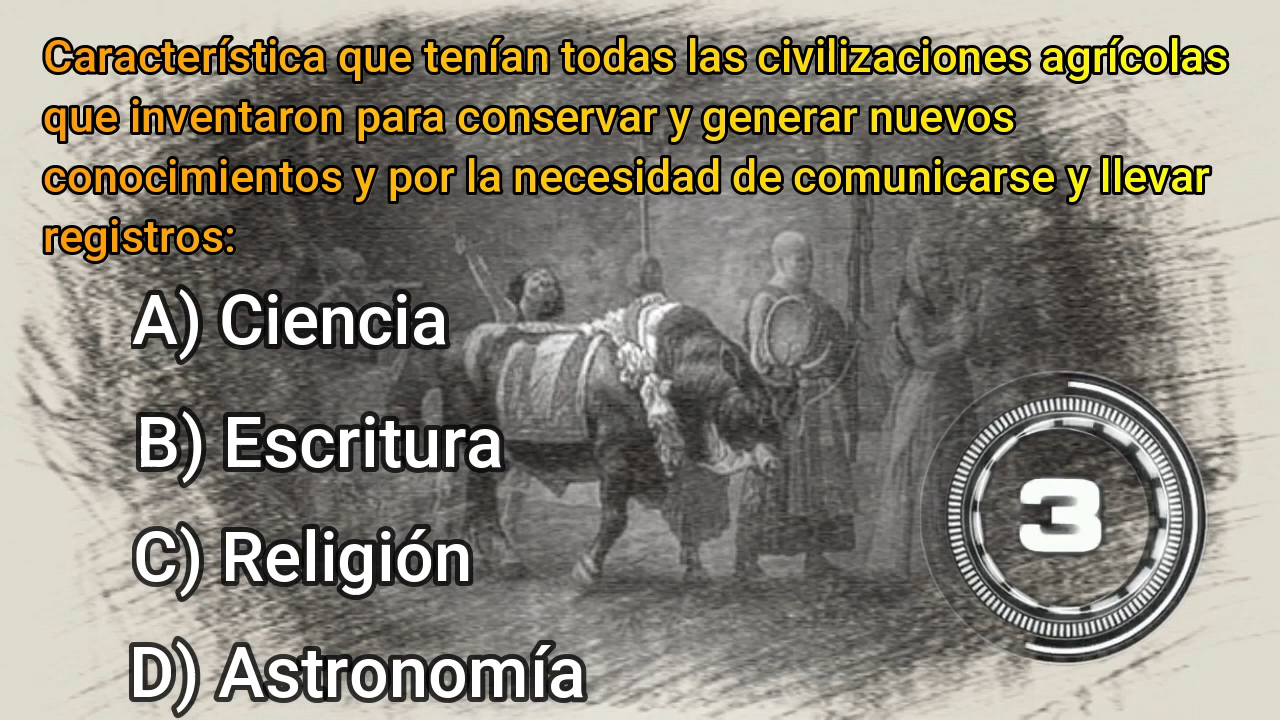 Característica que tenían todas las civilizaciones agrícolas
que inventaron para conservar y generar nuevos
conocimientos y por la necesidad de comunicarse y llevar
registros:
A) Ciencia
B) Escritura
C) Religión
3
D) Astronomía